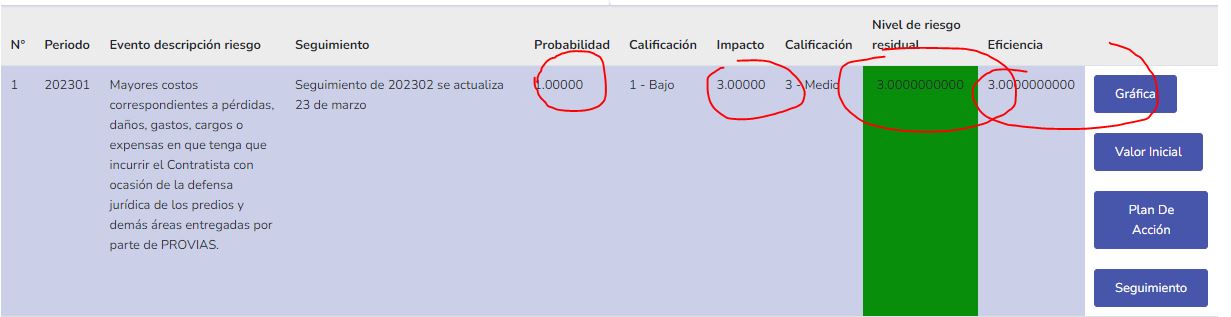 N° Periodo Evento descripción riesgo Seguimiento Probabilidad Calificación Impacto Calificación Nivel de riesgo residual Eficiencia
1 202301 Mayores costos correspondientes a pérdidas, daños, gastos, cargos o expensas en que tenga que incurrir el Contratista con ocasión de la defensa jurídica de los predios y demás áreas entregadas por parte de PROVIAS. Seguimiento de 202302 se actualiza 23 de marzo 1.00000 1 - Bajo 3.00000 3 - Medio 3.0000000000 3.0000000000
Gráfica
Valor Inicial
Plan De
Acción
Seguimiento